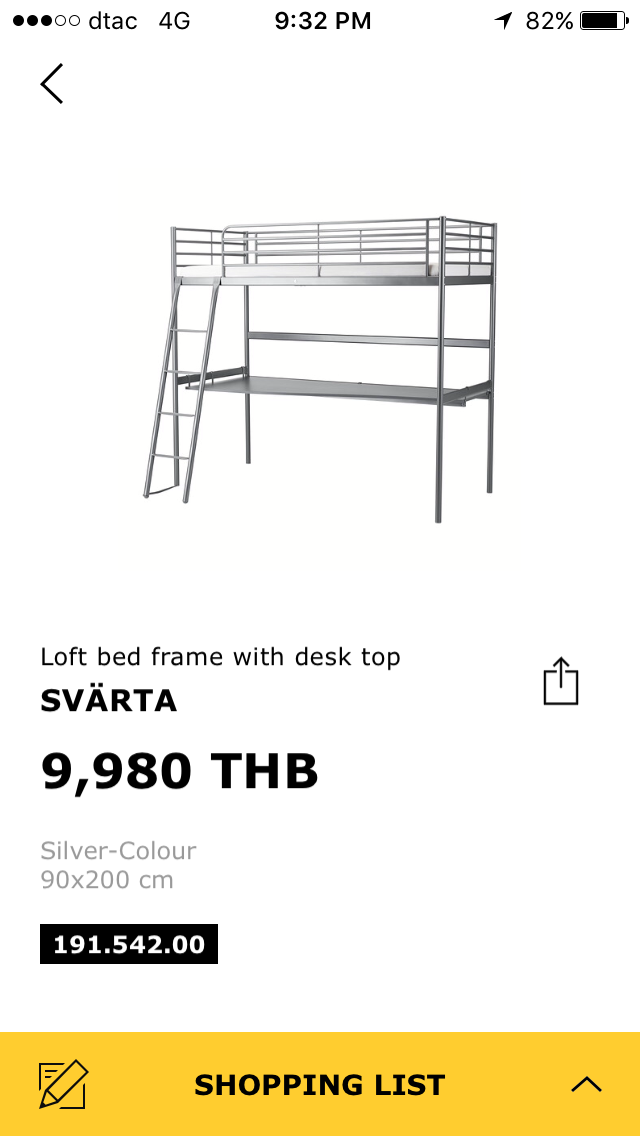 dtac 4G 9:32 PM 82%
Loft bed frame with desk top
SVÄRTA
9,980 THB
Silver-Colour
90x200 cm
191.542.00
SHOPPING LIST